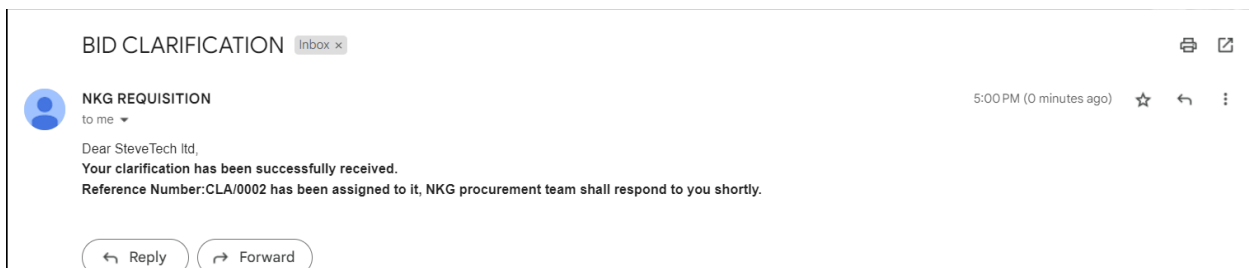 BID CLARIFICATION Inbox ×
NKG REQUISITION 5:00 PM (0 minutes ago)
to me
Dear SteveTech ltd,
Your clarification has been successfully received.
Reference Number:CLA/0002 has been assigned to it, NKG procurement team shall respond to you shortly.
Reply Forward